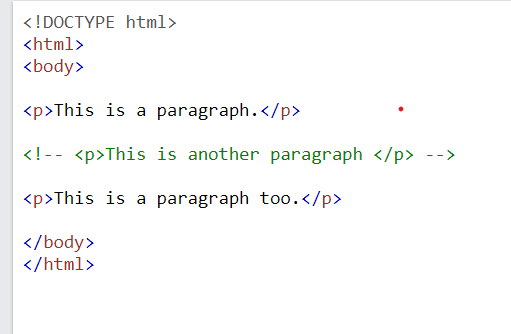 <!DOCTYPE html>
<html>
<body>
<p>This is a paragraph.</p>
<!-- <p>This is another paragraph </p> -->
<p>This is a paragraph too.</p>
</body>
</html>